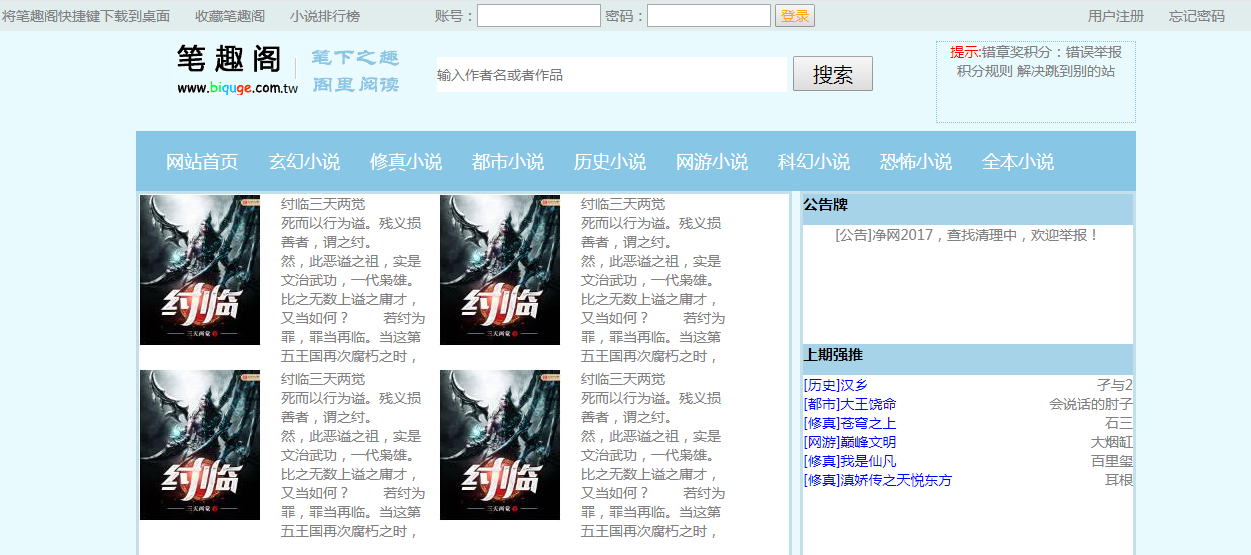 将笔趣阁快捷键下载到桌面 收藏笔趣阁 小说排行榜 账号： 密码： 登录 用户注册 忘记密码
笔趣阁
www.biquge.com.tw
笔下之趣
阁里阅读
输入作者名或者作品 搜索
提示:错章奖积分：错误举报
积分规则 解决跳到别的站
网站首页 玄幻小说 修真小说 都市小说 历史小说 网游小说 科幻小说 恐怖小说 全本小说
纣临
三天两觉
纣临三天两觉
死而以行为谥。残义损
善者，谓之纣。
然，此恶谥之祖，实是
文治武功，一代枭雄。
比之无数上谥之庸才，
又当如何？ 若纣为
罪，罪当再临。当这第
五王国再次腐朽之时，
纣临
三天两觉
纣临三天两觉
死而以行为谥。残义损
善者，谓之纣。
然，此恶谥之祖，实是
文治武功，一代枭雄。
比之无数上谥之庸才，
又当如何？ 若纣为
罪，罪当再临。当这第
五王国再次腐朽之时，
纣临
三天两觉
纣临三天两觉
死而以行为谥。残义损
善者，谓之纣。
然，此恶谥之祖，实是
文治武功，一代枭雄。
比之无数上谥之庸才，
又当如何？ 若纣为
罪，罪当再临。当这第
五王国再次腐朽之时，
纣临
三天两觉
纣临三天两觉
死而以行为谥。残义损
善者，谓之纣。
然，此恶谥之祖，实是
文治武功，一代枭雄。
比之无数上谥之庸才，
又当如何？ 若纣为
罪，罪当再临。当这第
五王国再次腐朽之时，
公告牌
[公告]净网2017，查找清理中，欢迎举报！
上期强推
[历史]汉乡 孑与2
[都市]大王饶命 会说话的肘子
[修真]苍穹之上 石三
[网游]巅峰文明 大烟缸
[修真]我是仙凡 百里玺
[修真]滇娇传之天悦东方 耳根